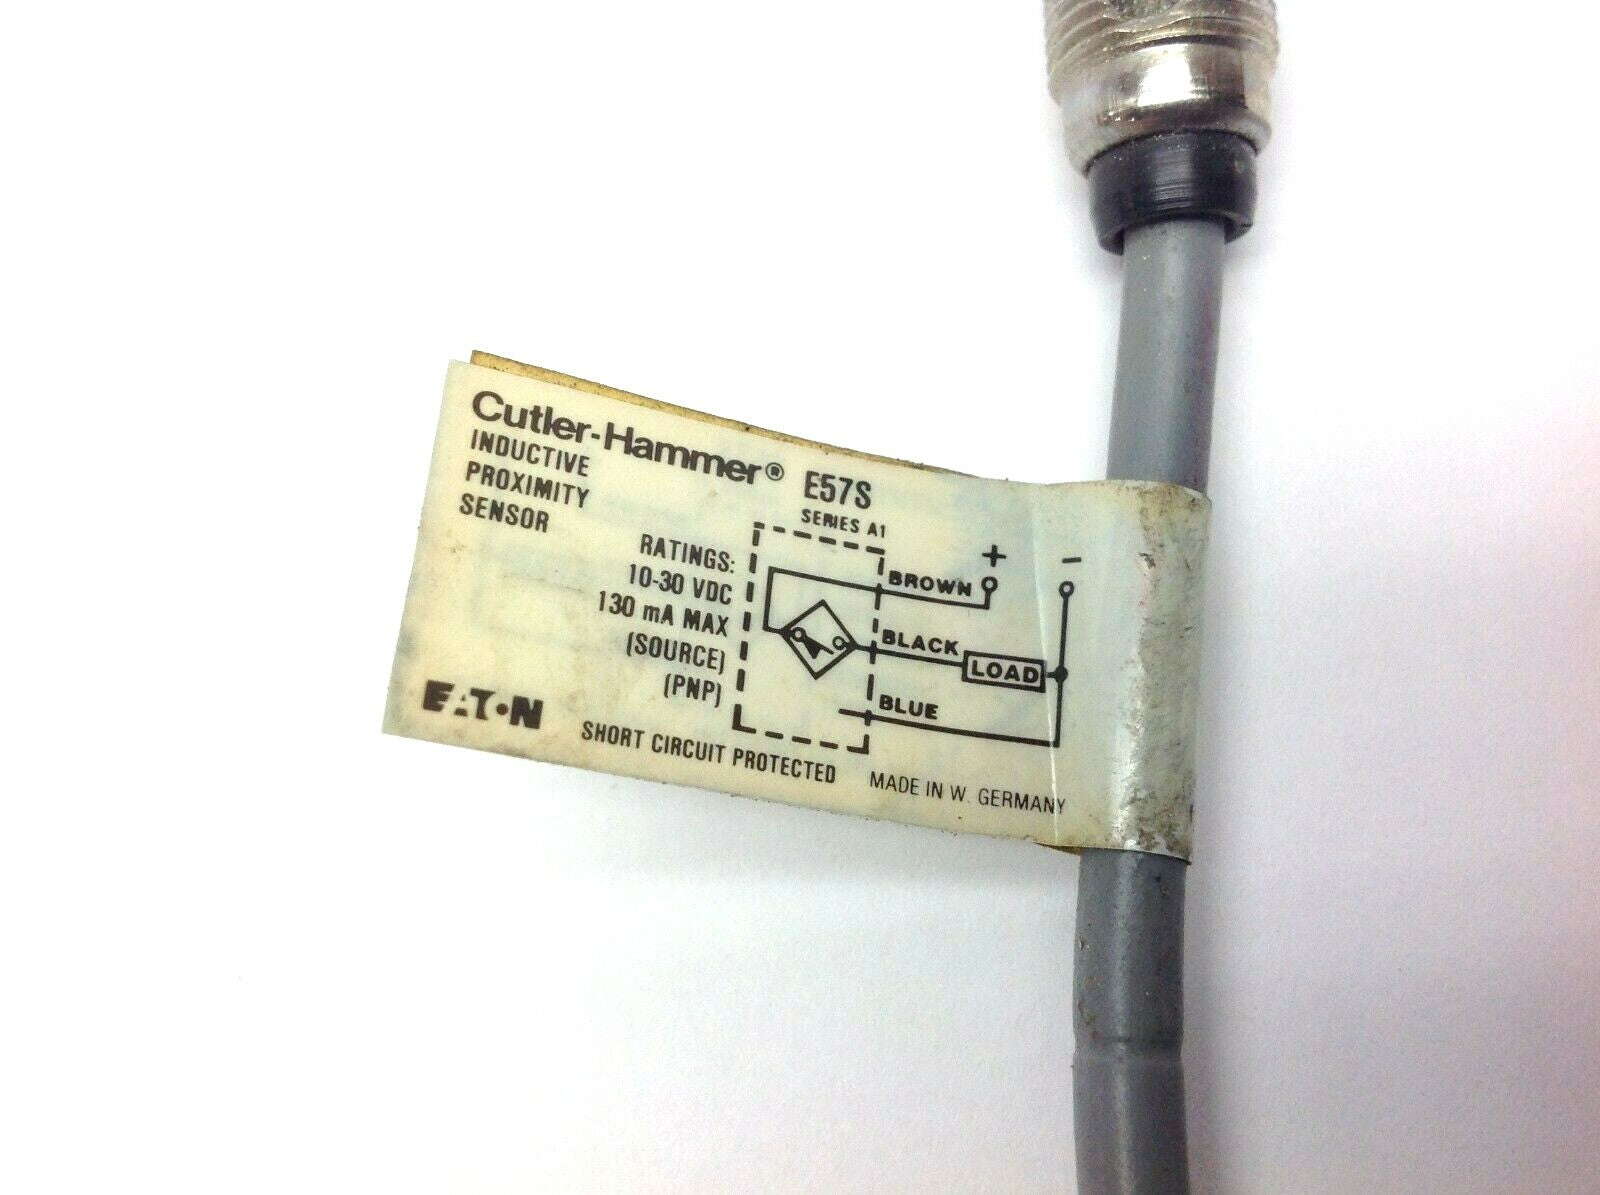 Cutler-Hammer®
INDUCTIVE
PROXIMITY
SENSOR
E57S
SERIES A1
RATINGS:
10-30 VDC
130 mA MAX
(SOURCE)
(PNP)
+
-
BROWN
BLACK
LOAD
BLUE
EATON
SHORT CIRCUIT PROTECTED
MADE IN W. GERMANY